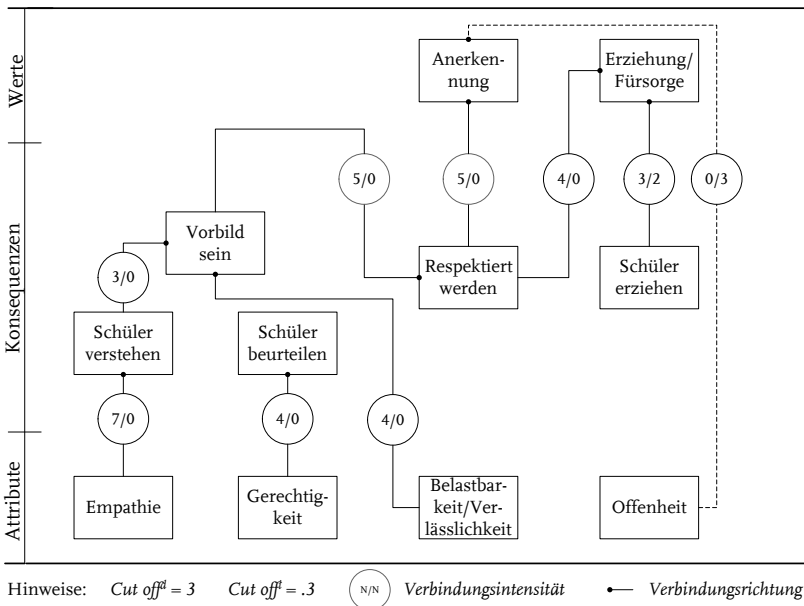 Werte
Anerken-
nung
Erziehung/
Fürsorge
Konsequenzen
5/0
5/0
4/0
3/2
0/3
Vorbild
sein
3/0
Respektiert
werden
Schüler
erziehen
Schüler
verstehen
Schüler
beurteilen
7/0
4/0
4/0
Attribute
Empathie
Gerechtig-
keit
Belastbar-
keit/Ver-
lässlichkeit
Offenheit
Hinweise: Cut off^d = 3 Cut off^t = .3 N/N Verbindungsintensität Verbindungsrichtung